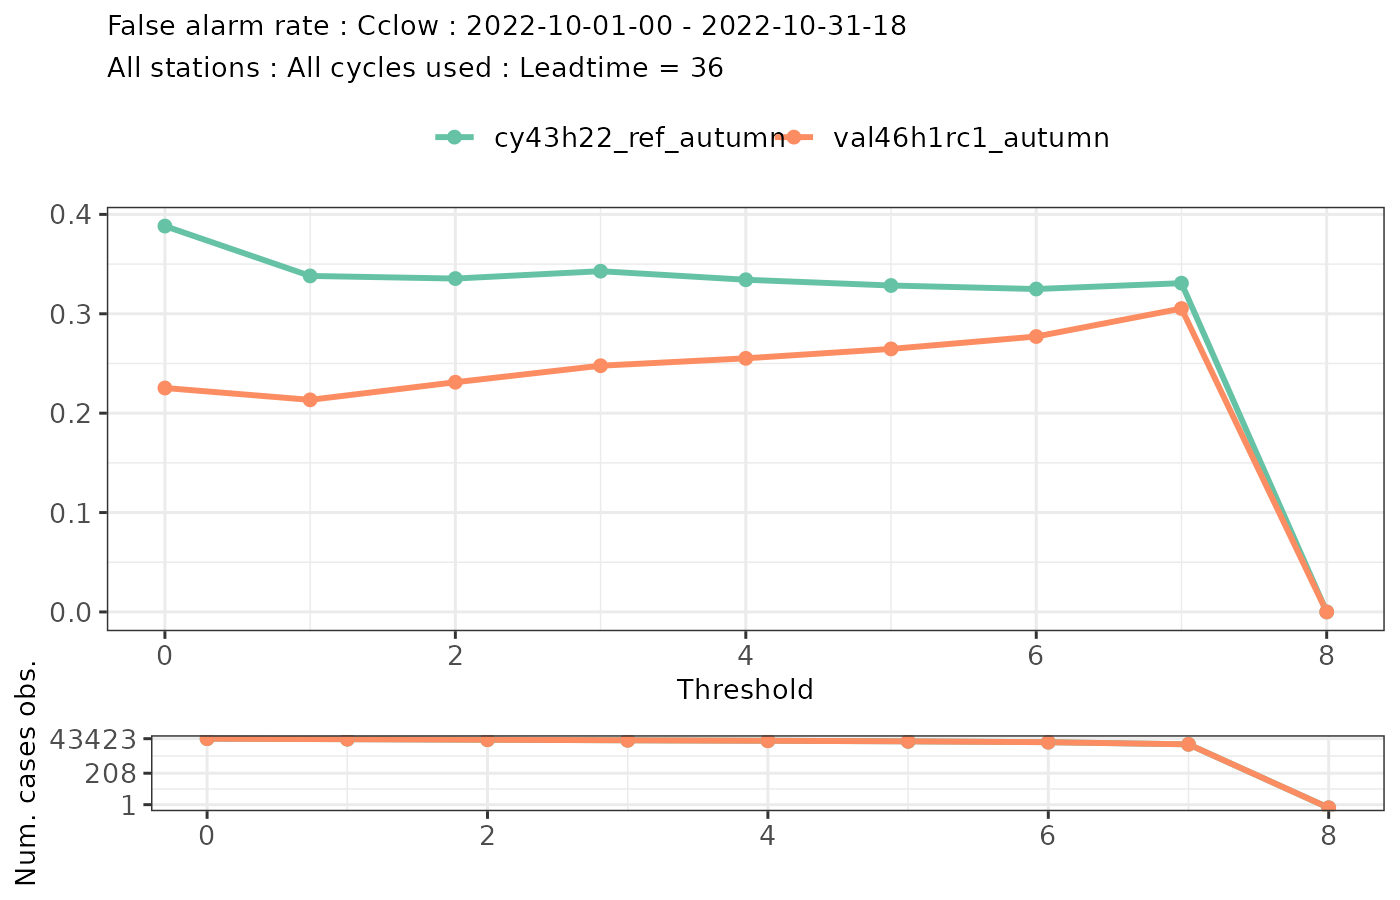 False alarm rate : Cclow : 2022-10-01-00 - 2022-10-31-18
All stations : All cycles used : Leadtime = 36
cy43h22_ref_autumn val46h1rc1_autumn
0.4
0.3
0.2
0.1
0.0
0 2 4 6 8
Threshold
Num. cases obs.
43423
208
1
0 2 4 6 8